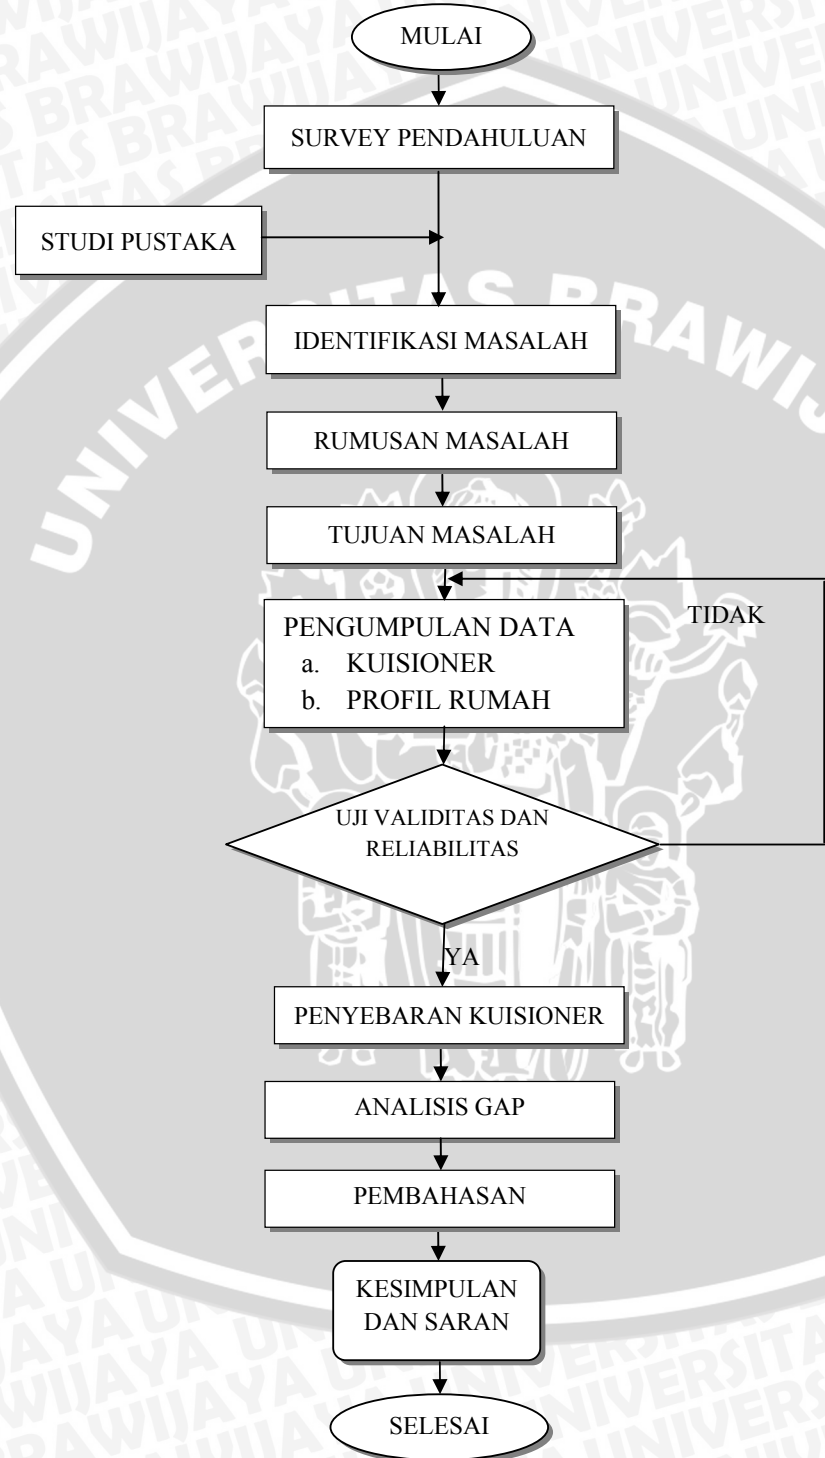 MULAI
SURVEY PENDAHULUAN
STUDI PUSTAKA
IDENTIFIKASI MASALAH
RUMUSAN MASALAH
TUJUAN MASALAH
TIDAK
PENGUMPULAN DATA
a. KUISIONER
b. PROFIL RUMAH
UJI VALIDITAS DAN
RELIABILITAS
YA
PENYEBARAN KUISIONER
ANALISIS GAP
PEMBAHASAN
KESIMPULAN
DAN SARAN
SELESAI